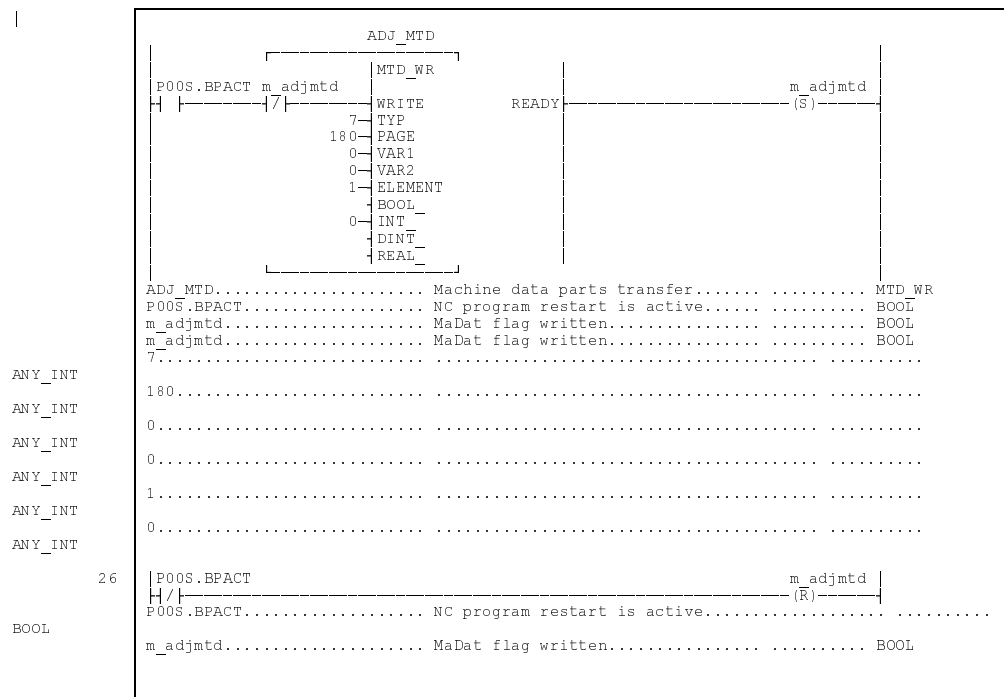 ADJ_MTD
MTD_WR
P00S.BPACT m_adjmtd m_adjmtd
/ WRITE READY (S)
7 TYP
180 PAGE
0 VAR1
0 VAR2
1 ELEMENT
BOOL_
0 INT_
DINT_
REAL_
ADJ_MTD..................... Machine data parts transfer....... .......... MTD_WR
P00S.BPACT.................. NC program restart is active...... .......... BOOL
m_adjmtd.................... MaDat flag written................ .......... BOOL
m_adjmtd.................... MaDat flag written................ .......... BOOL
7........................... .................................. ..........
ANY_INT
180......................... .................................. ..........
ANY_INT
0........................... .................................. ..........
ANY_INT
0........................... .................................. ..........
ANY_INT
1........................... .................................. ..........
ANY_INT
0........................... .................................. ..........
ANY_INT
26 P00S.BPACT m_adjmtd
/ (R)
P00S.BPACT.................. NC program restart is active.................. ..........
BOOL
m_adjmtd.................... MaDat flag written................ .......... BOOL